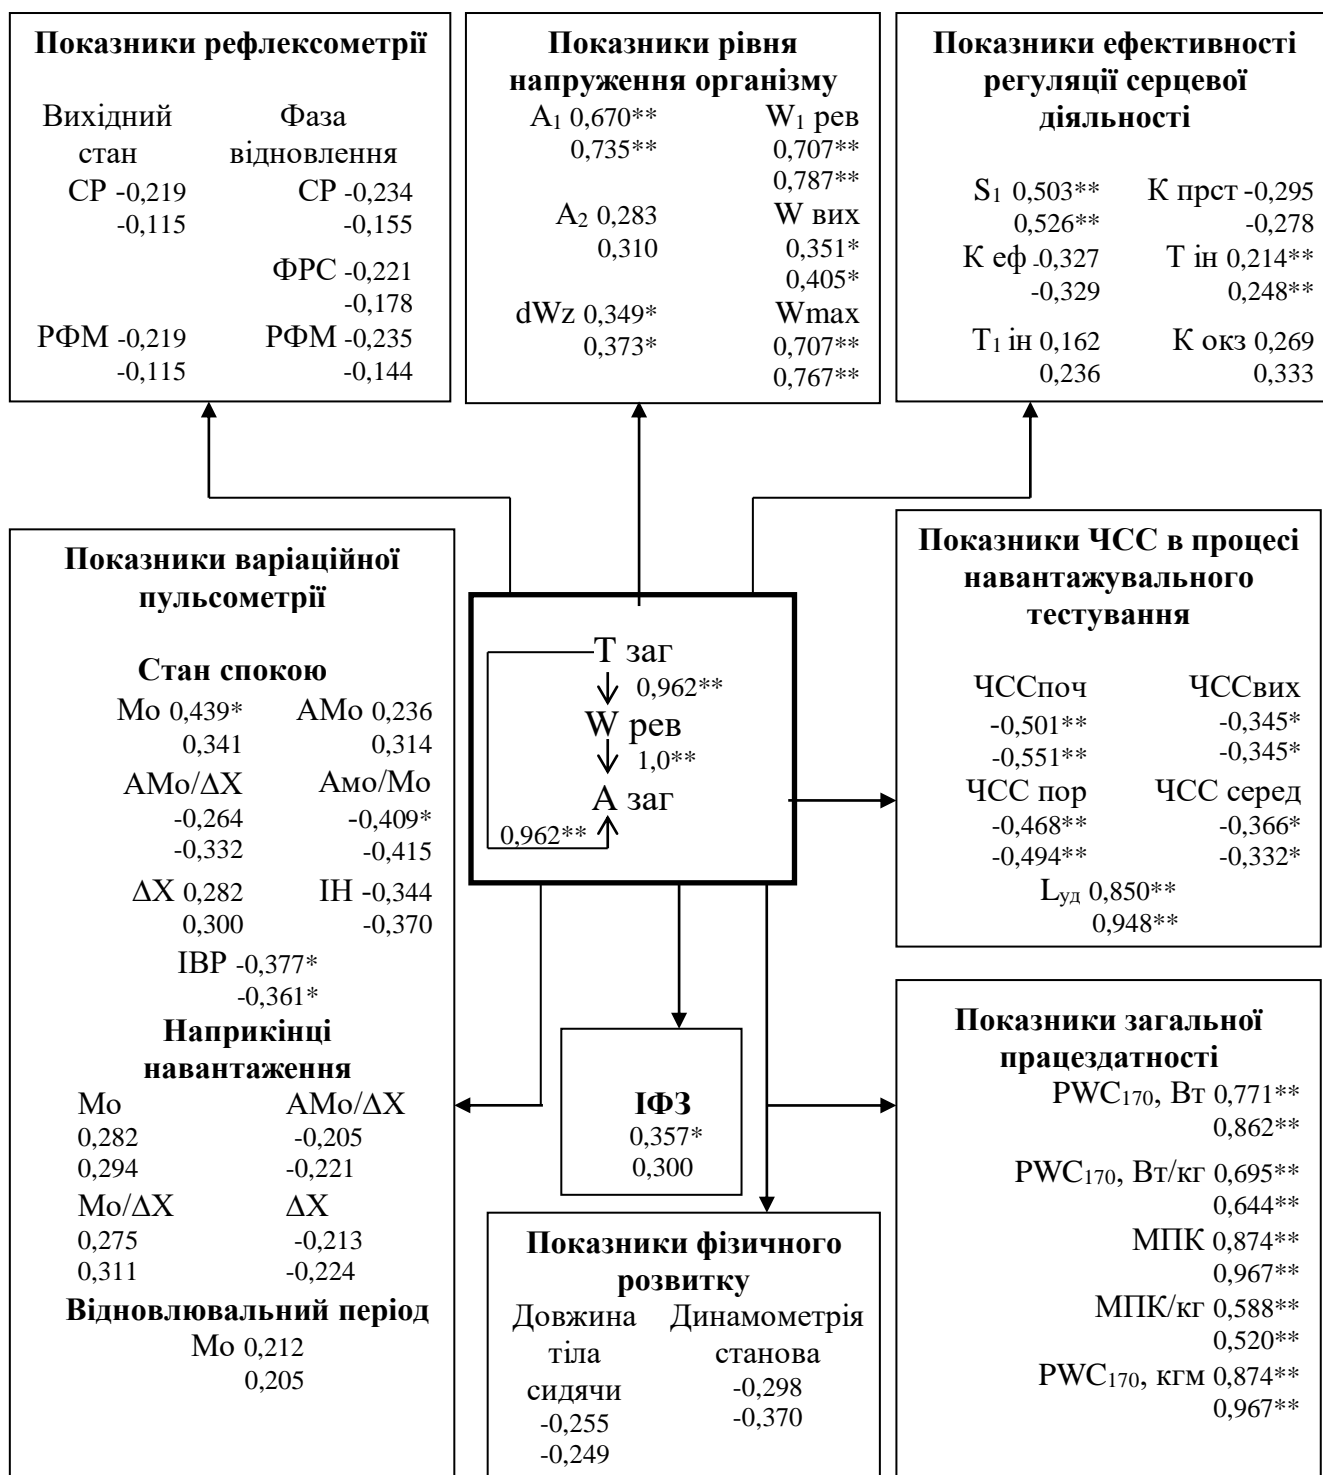 Показники рефлексометрії
Вихідний Фаза
стан відновлення
СР -0,219 СР -0,234
-0,115 -0,155
ФРС -0,221
-0,178
РФМ -0,219 РФМ -0,235
-0,115 -0,144
Показники рівня
напруження організму
А₁ 0,670** W₁ рев
0,735** 0,707**
0,787**
А₂ 0,283 W вих
0,310 0,351*
0,405*
dWz 0,349* Wmax
0,373* 0,707**
0,767**
Показники ефективності
регуляції серцевої
діяльності
S₁ 0,503** К прст -0,295
0,526** -0,278
К еф -0,327 Т ін 0,214**
-0,329 0,248**
Т₁ ін 0,162 К окз 0,269
0,236 0,333
Показники варіаційної
пульсометрії
Стан спокою
Мо 0,439* АМо 0,236
0,341 0,314
АМо/ΔХ Амо/Мо
-0,264 -0,409*
-0,332 -0,415
ΔХ 0,282 ІН -0,344
0,300 -0,370
ІВР -0,377*
-0,361*
Наприкінці
навантаження
Мо АМо/ΔХ
0,282 -0,205
0,294 -0,221
Мо/ΔХ ΔХ
0,275 -0,213
0,311 -0,224
Відновлювальний період
Мо 0,212
0,205
Т заг
0,962**
W рев
1,0**
А заг
0,962**
Показники ЧСС в процесі
навантажувального
тестування
ЧССпоч ЧССвих
-0,501** -0,345*
-0,551** -0,345*
ЧСС пор ЧСС серед
-0,468** -0,366*
-0,494** -0,332*
Lуд 0,850**
0,948**
ІФЗ
0,357*
0,300
Показники фізичного
розвитку
Довжина Динамометрія
тіла станова
сидячи -0,298
-0,255 -0,370
-0,249
Показники загальної
працездатності
PWC₁₇₀, Вт 0,771**
0,862**
PWC₁₇₀, Вт/кг 0,695**
0,644**
МПК 0,874**
0,967**
МПК/кг 0,588**
0,520**
PWC₁₇₀, кгм 0,874**
0,967**